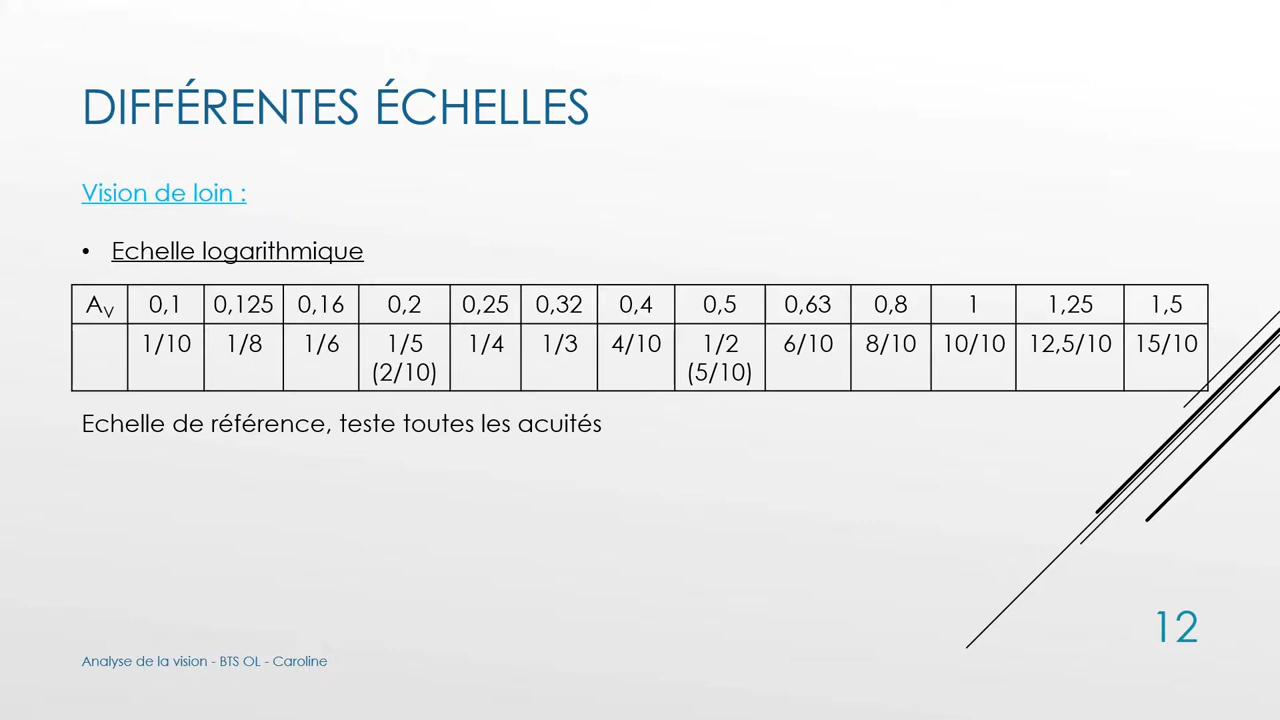 DIFFÉRENTES ÉCHELLES
Vision de loin :
• Echelle logarithmique
Av 0,1 0,125 0,16 0,2 0,25 0,32 0,4 0,5 0,63 0,8 1 1,25 1,5
1/10 1/8 1/6 1/5 1/4 1/3 4/10 1/2 6/10 8/10 10/10 12,5/10 15/10
(2/10) (5/10)
Echelle de référence, teste toutes les acuités
12
Analyse de la vision - BTS OL - Caroline